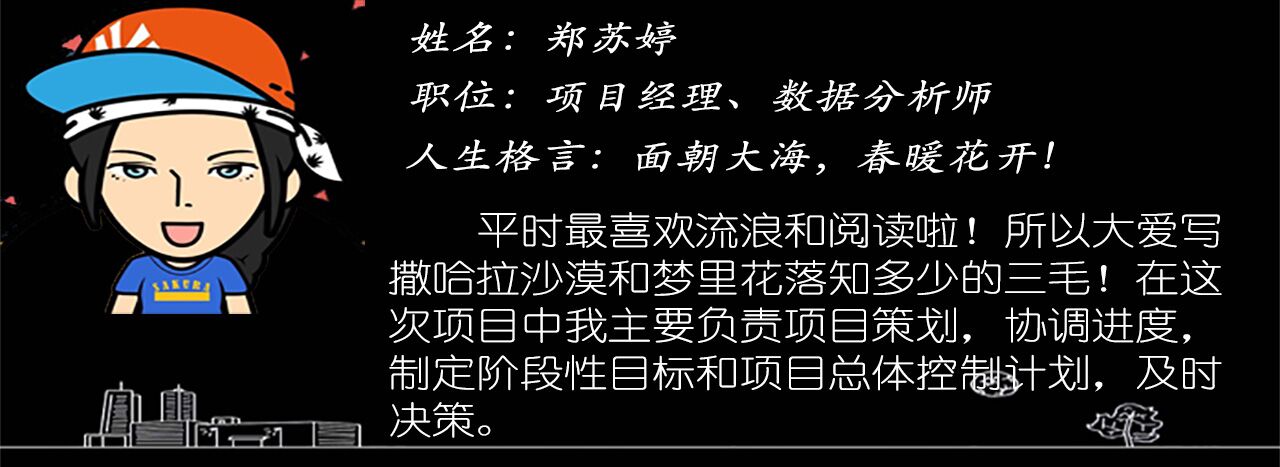 姓名：郑苏婷
职位：项目经理、数据分析师
人生格言：面朝大海，春暖花开！
平时最喜欢流浪和阅读啦！所以大爱写
撒哈拉沙漠和梦里花落知多少的三毛！在这
次项目中我主要负责项目策划，协调进度，
制定阶段性目标和项目总体控制计划，及时
决策。
SAKURA